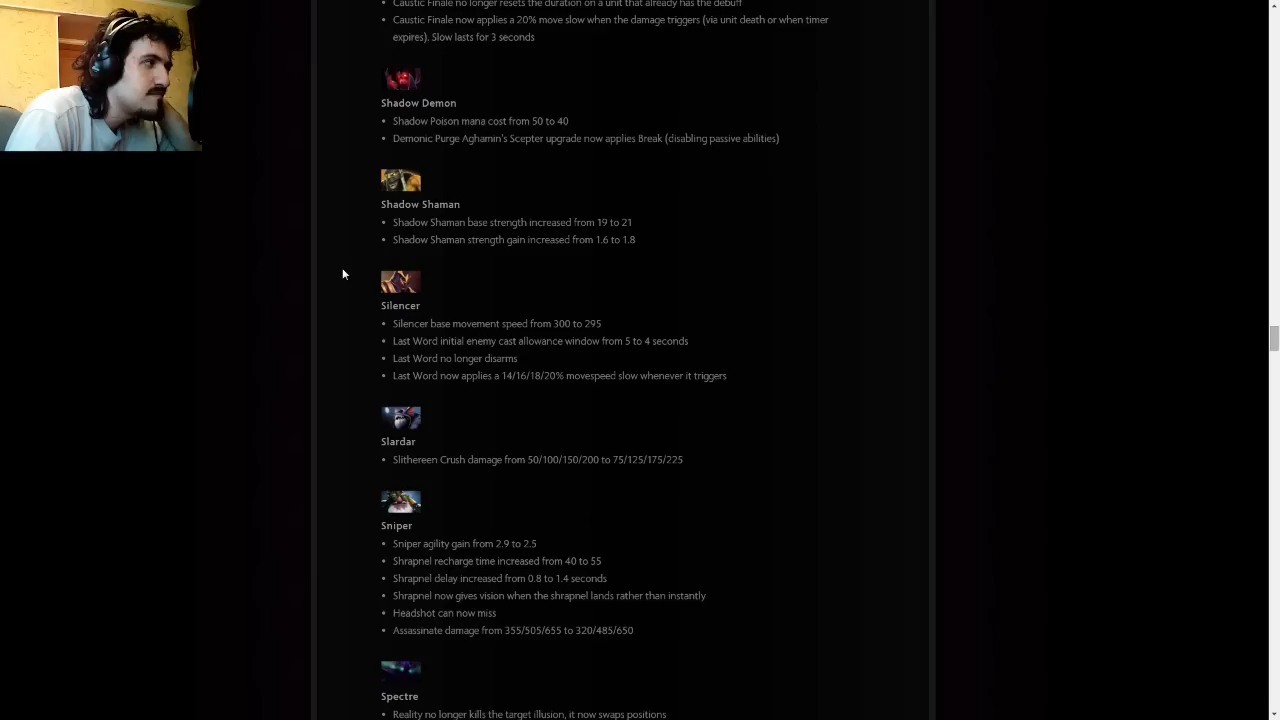 Caustic Finale no longer resets the duration on a unit that already has the debuff
• Caustic Finale now applies a 20% move slow when the damage triggers (via unit death or when timer
expires). Slow lasts for 3 seconds
Shadow Demon
• Shadow Poison mana cost from 50 to 40
• Demonic Purge Aghamin's Scepter upgrade now applies Break (disabling passive abilities)
Shadow Shaman
• Shadow Shaman base strength increased from 19 to 21
• Shadow Shaman strength gain increased from 1.6 to 1.8
Silencer
• Silencer base movement speed from 300 to 295
• Last Word initial enemy cast allowance window from 5 to 4 seconds
• Last Word no longer disarms
• Last Word now applies a 14/16/18/20% movespeed slow whenever it triggers
Slardar
• Slithereen Crush damage from 50/100/150/200 to 75/125/175/225
Sniper
• Sniper agility gain from 2.9 to 2.5
• Shrapnel recharge time increased from 40 to 55
• Shrapnel delay increased from 0.8 to 1.4 seconds
• Shrapnel now gives vision when the shrapnel lands rather than instantly
• Headshot can now miss
• Assassinate damage from 355/505/655 to 320/485/650
Spectre
• Reality no longer kills the target illusion, it now swaps positions